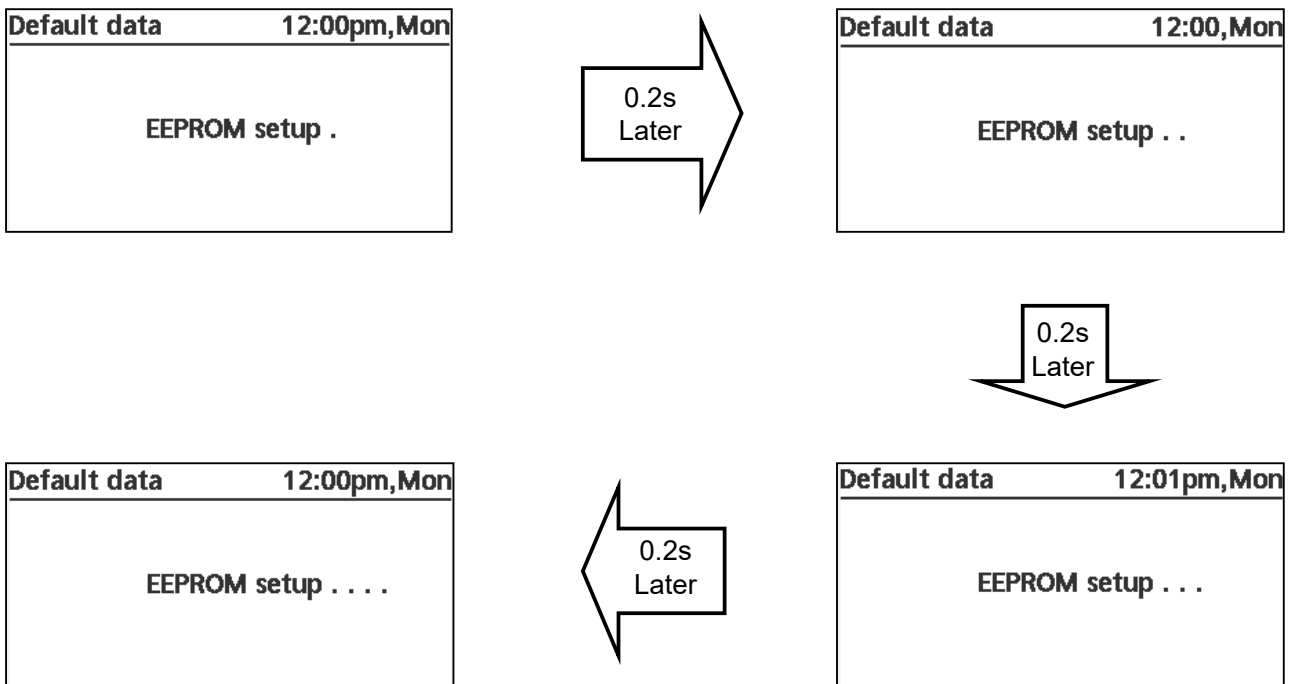 Default data 12:00pm,Mon
EEPROM setup .
0.2s
Later
Default data 12:00,Mon
EEPROM setup . .
0.2s
Later
Default data 12:01pm,Mon
EEPROM setup . . .
0.2s
Later
Default data 12:00pm,Mon
EEPROM setup . . . .